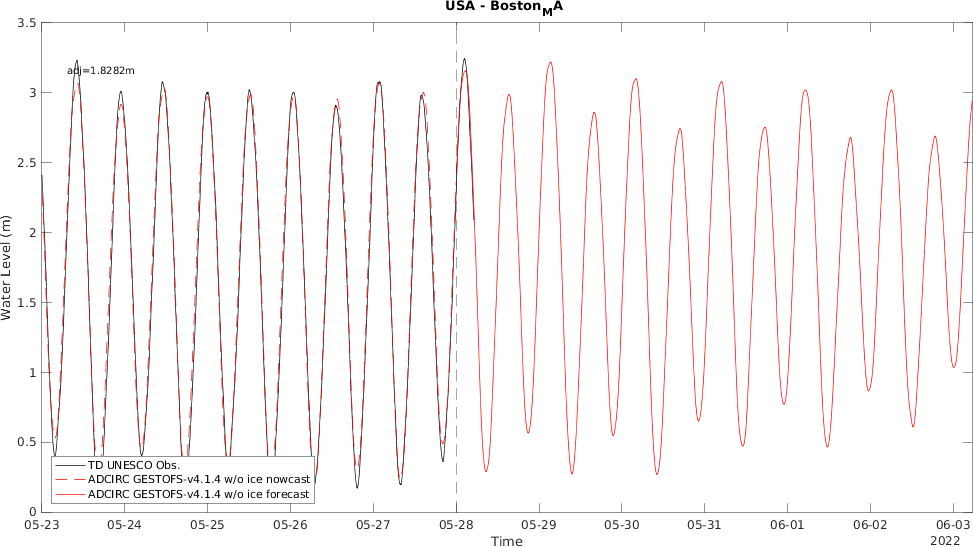 USA - Boston_MA
3.5
adj=1.8282m
3
2.5
2
Water Level (m)
1.5
1
0.5
TD UNESCO Obs.
ADCIRC GESTOFS-v4.1.4 w/o ice nowcast
ADCIRC GESTOFS-v4.1.4 w/o ice forecast
0
05-23 05-24 05-25 05-26 05-27 05-28 05-29 05-30 05-31 06-01 06-02 06-03
Time 2022